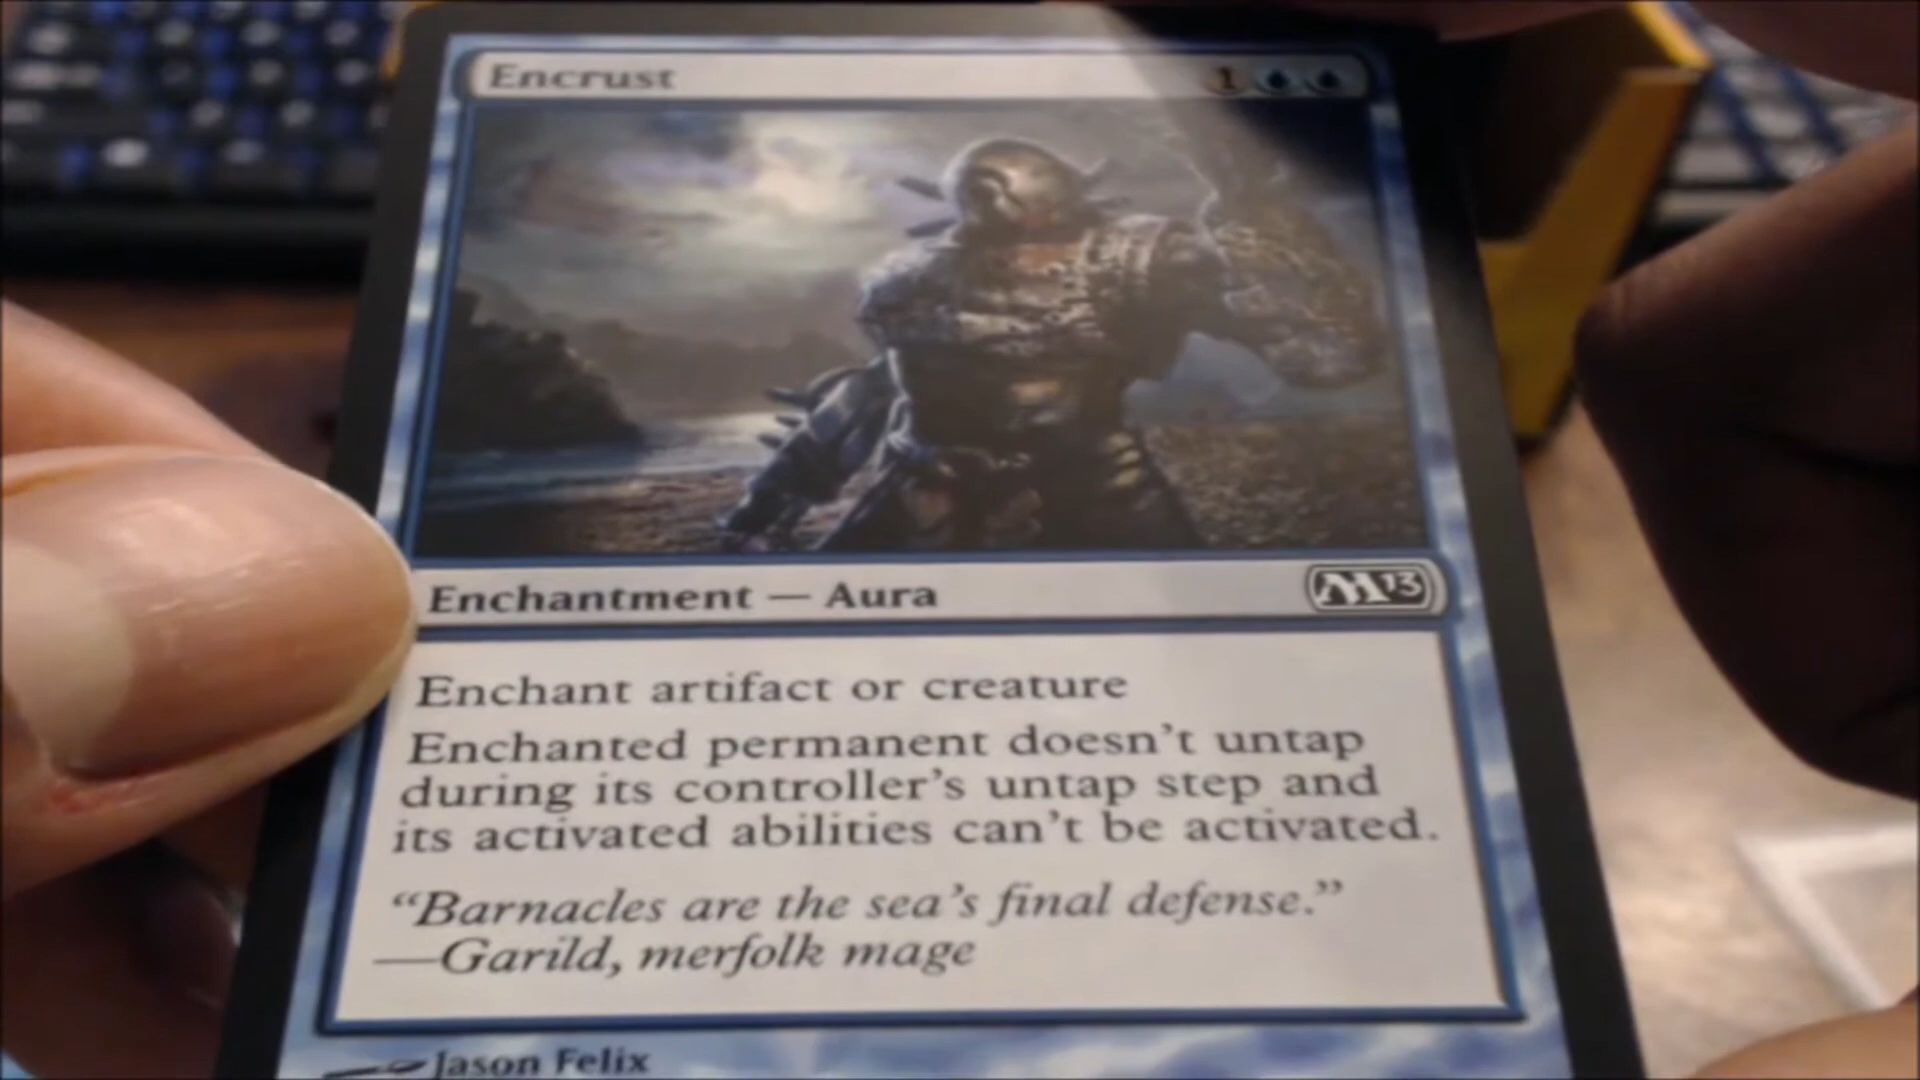 Encrust 1
Enchantment — Aura M13
Enchant artifact or creature
Enchanted permanent doesn't untap
during its controller's untap step and
its activated abilities can't be activated.
“Barnacles are the sea's final defense.”
—Garild, merfolk mage
Jason Felix